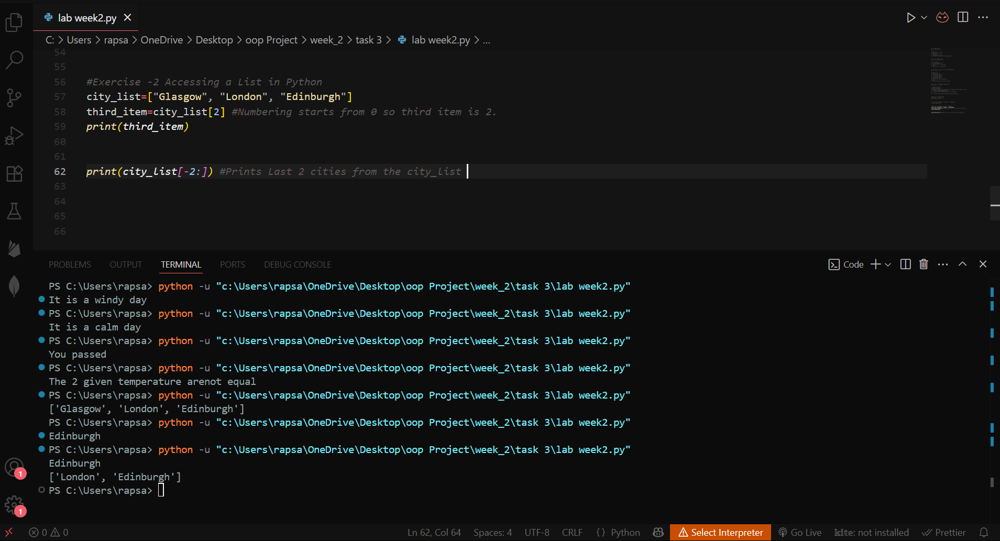 lab week2.py
C: > Users > rapsa > OneDrive > Desktop > oop Project > week_2 > task 3 > lab week2.py > ...
54
55
56 #Exercise -2 Accessing a List in Python
57 city_list=["Glasgow", "London", "Edinburgh"]
58 third_item=city_list[2] #Numbering starts from 0 so third item is 2.
59 print(third_item)
60
61
62 print(city_list[-2:]) #Prints Last 2 cities from the city_list
63
64
65
66
PROBLEMS OUTPUT TERMINAL PORTS DEBUG CONSOLE Code
PS C:\Users\rapsa> python -u "c:\Users\rapsa\OneDrive\Desktop\oop Project\week_2\task 3\lab week2.py"
It is a windy day
PS C:\Users\rapsa> python -u "c:\Users\rapsa\OneDrive\Desktop\oop Project\week_2\task 3\lab week2.py"
It is a calm day
PS C:\Users\rapsa> python -u "c:\Users\rapsa\OneDrive\Desktop\oop Project\week_2\task 3\lab week2.py"
You passed
PS C:\Users\rapsa> python -u "c:\Users\rapsa\OneDrive\Desktop\oop Project\week_2\task 3\lab week2.py"
The 2 given temperature arenot equal
PS C:\Users\rapsa> python -u "c:\Users\rapsa\OneDrive\Desktop\oop Project\week_2\task 3\lab week2.py"
['Glasgow', 'London', 'Edinburgh']
PS C:\Users\rapsa> python -u "c:\Users\rapsa\OneDrive\Desktop\oop Project\week_2\task 3\lab week2.py"
Edinburgh
PS C:\Users\rapsa> python -u "c:\Users\rapsa\OneDrive\Desktop\oop Project\week_2\task 3\lab week2.py"
Edinburgh
['London', 'Edinburgh']
PS C:\Users\rapsa>
1
1
0 0 Ln 62, Col 64 Spaces: 4 UTF-8 CRLF {} Python Select Interpreter Go Live kite: not installed Prettier